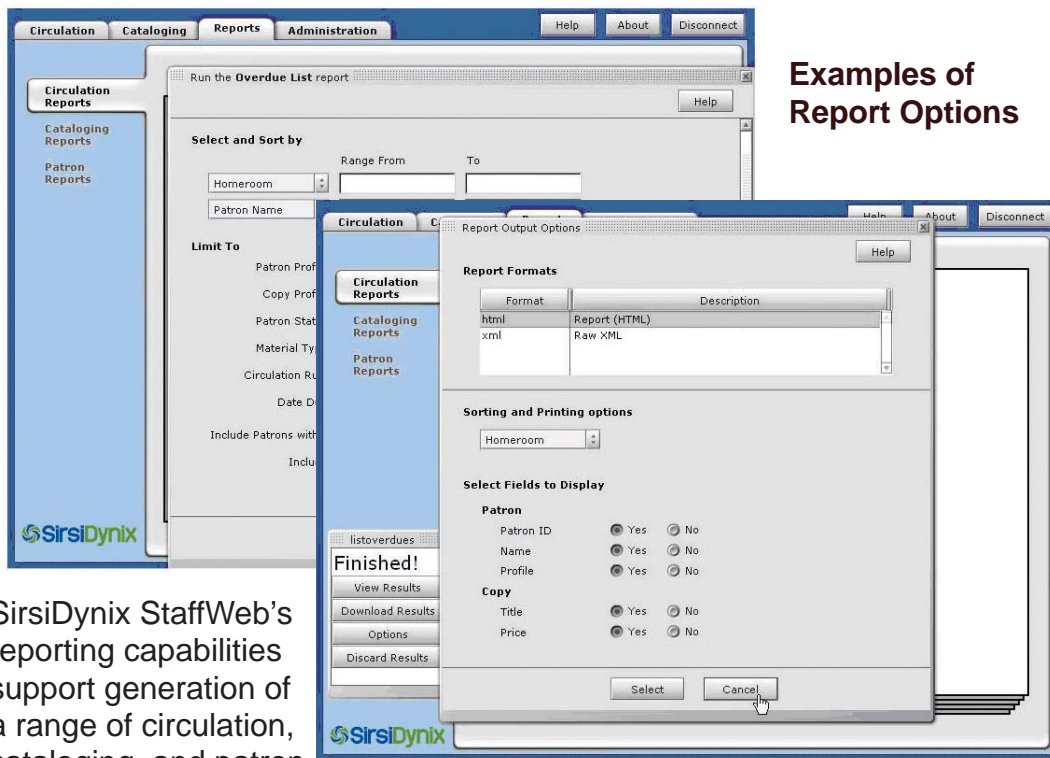 Circulation Cataloging Reports Administration Help About Disconnect
Examples of
Report Options
Run the Overdue List report
Help
Circulation
Reports
Cataloging
Reports
Patron
Reports
Select and Sort by
Range From To
Homeroom
Patron Name
Limit To
Patron Prof
Copy Prof
Patron Stat
Material Ty
Circulation Ru
Date D
Include Patrons with
Inclu
SirsiDynix
Circulation C Help About Disconnect
Report Output Options
Help
Circulation
Reports
Cataloging
Reports
Patron
Reports
Report Formats
Format Description
html Report (HTML)
xml Raw XML
Sorting and Printing options
Homeroom
Select Fields to Display
Patron
Patron ID Yes No
Name Yes No
Profile Yes No
Copy
Title Yes No
Price Yes No
Select Cancel
listoverdues
Finished!
View Results
Download Results
Options
Discard Results
SirsiDynix
SirsiDynix StaffWeb's
reporting capabilities
support generation of
a range of circulation,
cataloging, and patron